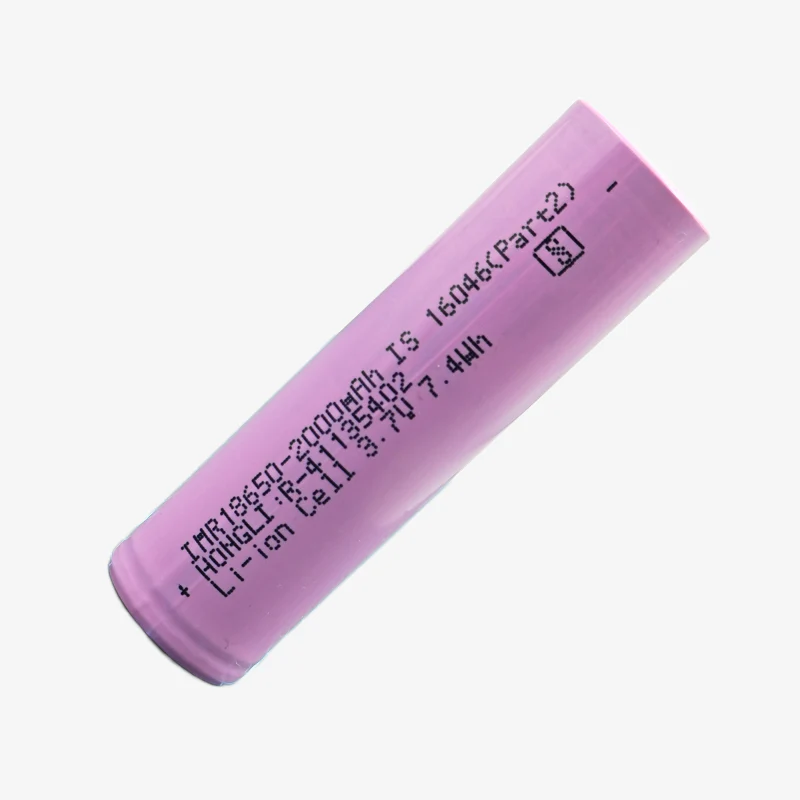 IMR18650-2000mAh IS 16046(Part2)
HONGLI:R-41135402
Li-ion Cell 3.7V 7.4Wh
+
-